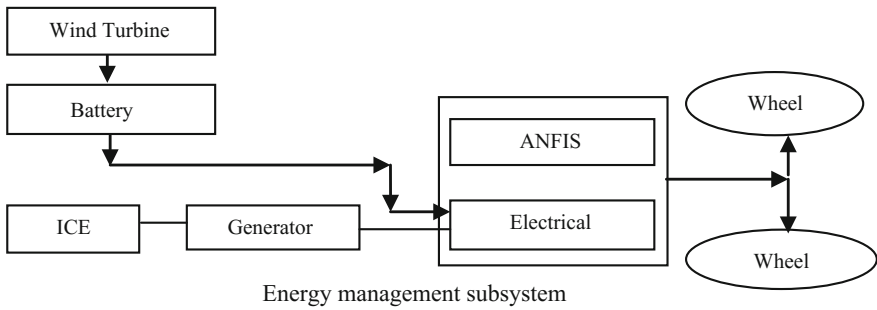 Wind Turbine
Battery
Wheel
ANFIS
ICE
Generator
Electrical
Wheel
Energy management subsystem